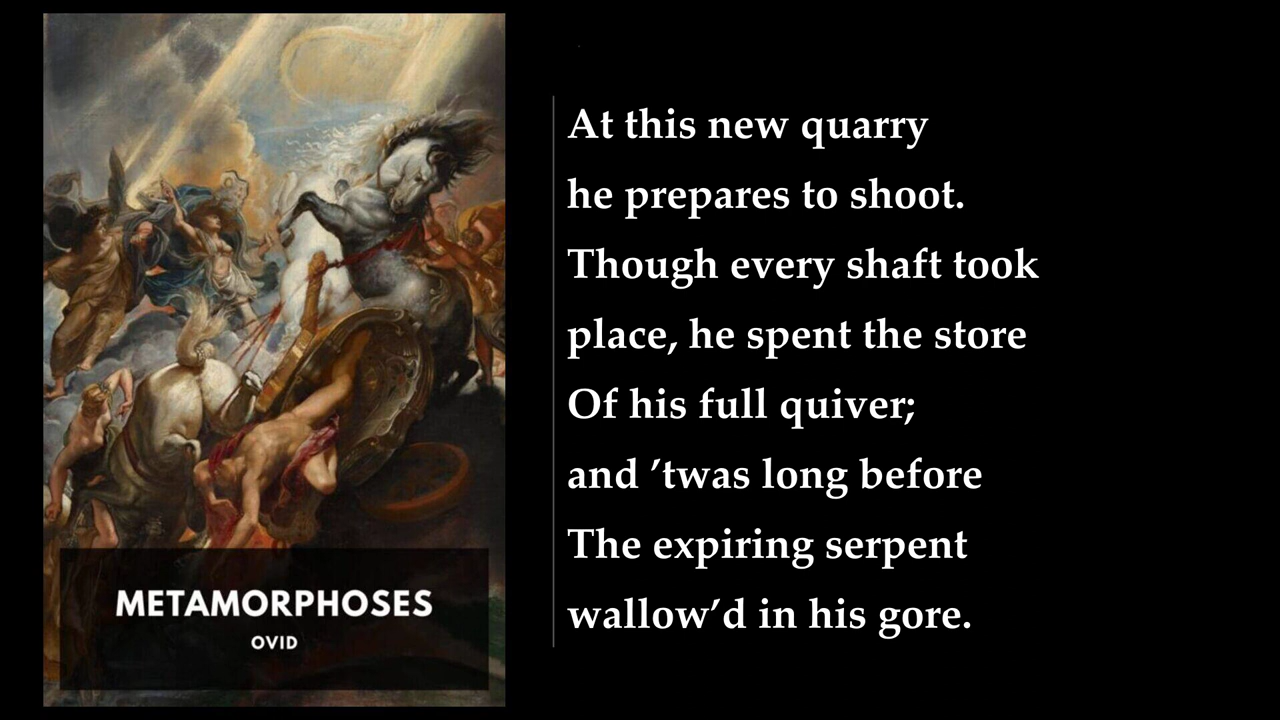 METAMORPHOSES
OVID
At this new quarry
he prepares to shoot.
Though every shaft took
place, he spent the store
Of his full quiver;
and ’twas long before
The expiring serpent
wallow’d in his gore.